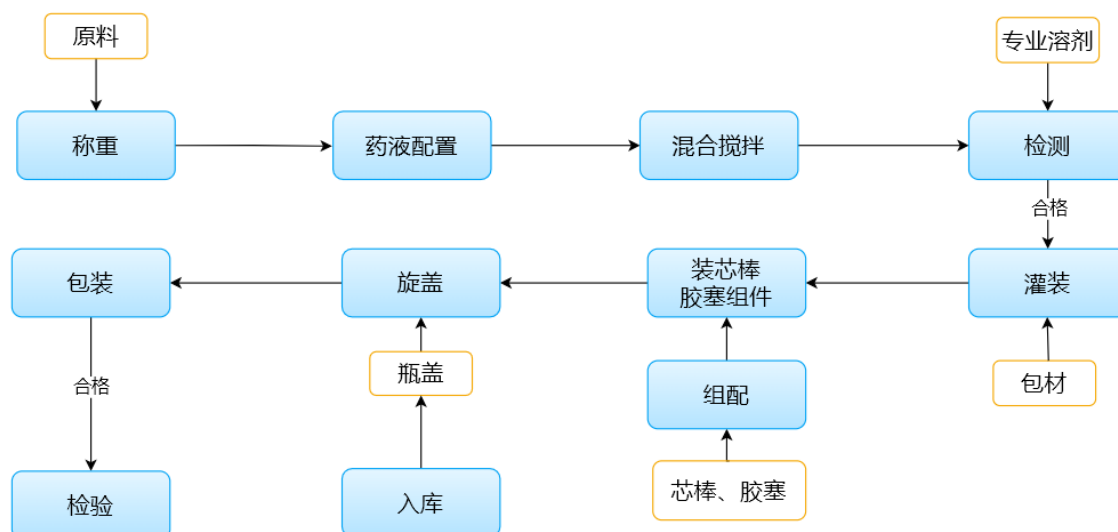 原料
专业溶剂
称重
药液配置
混合搅拌
检测
合格
包装
旋盖
装芯棒
胶塞组件
灌装
合格
瓶盖
组配
包材
检验
入库
芯棒、胶塞